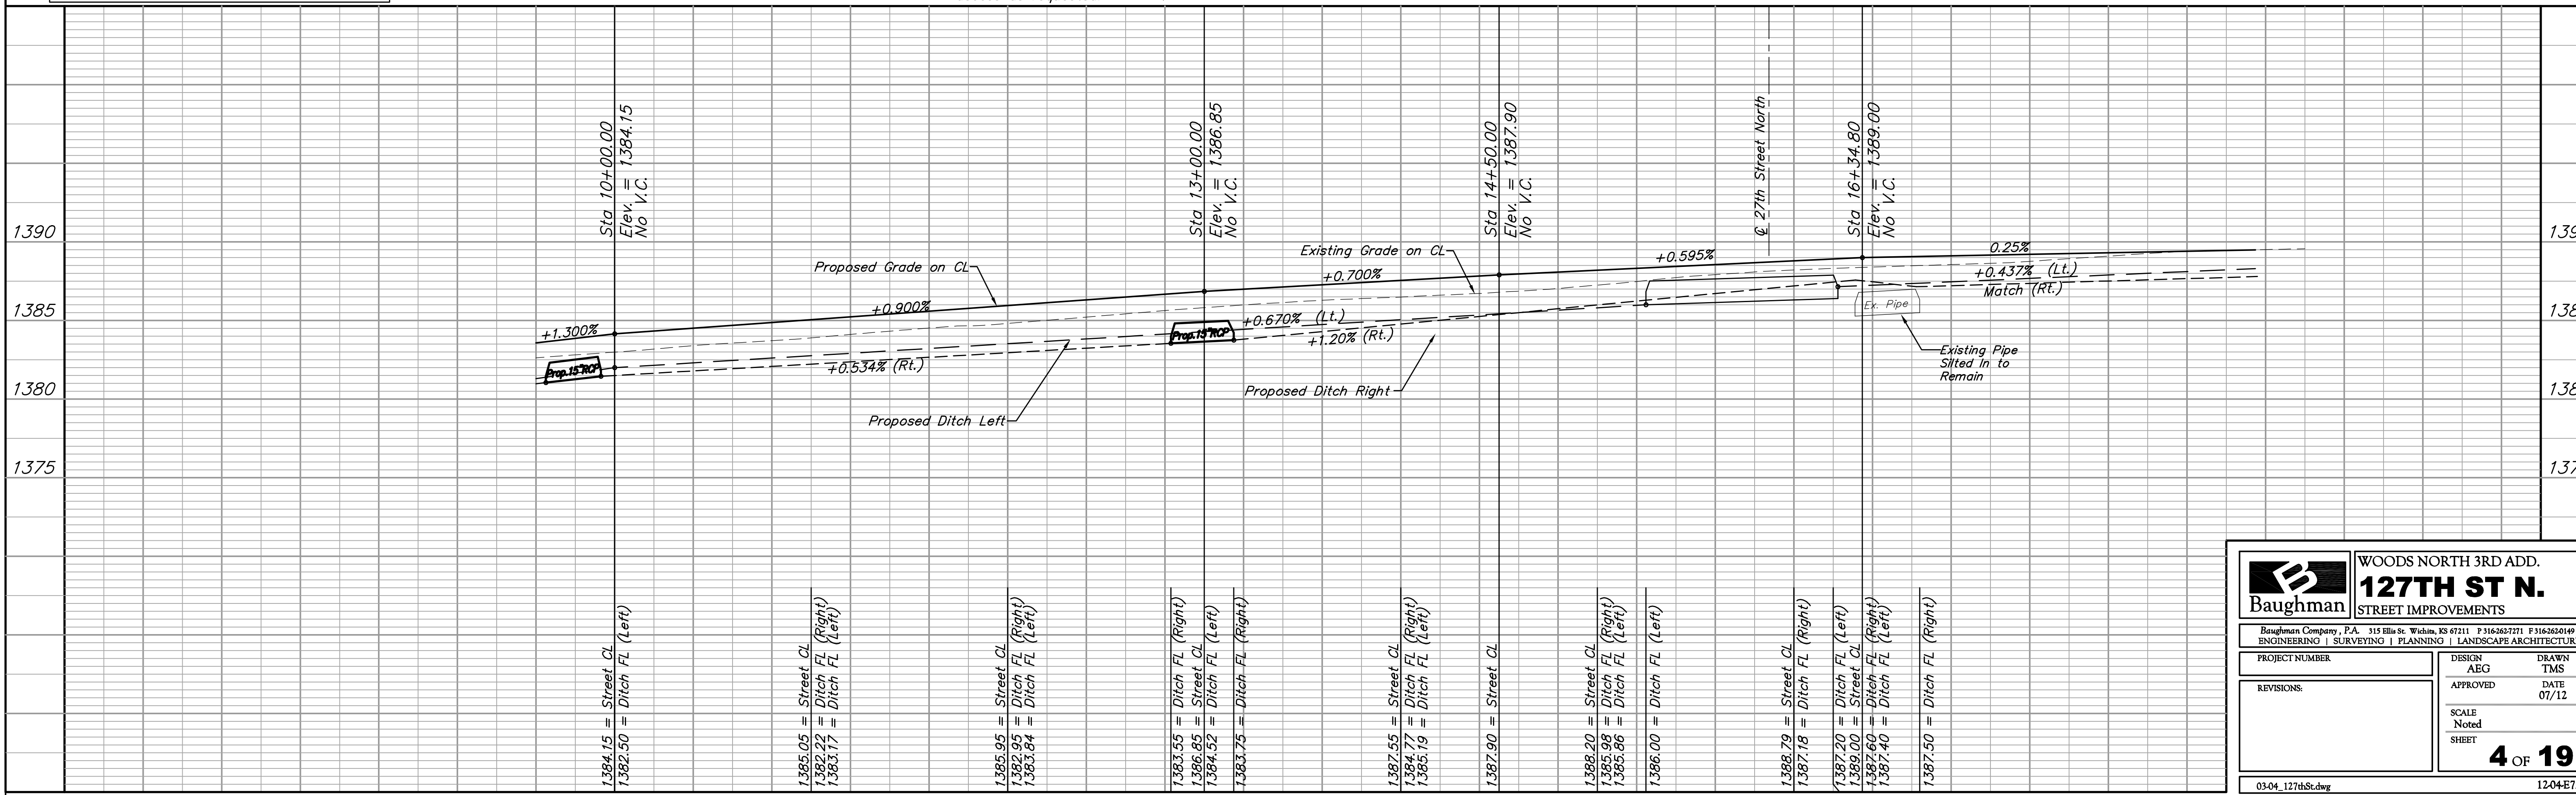 Sta 10+00.00
Elev. = 1384.15
No V.C.
Sta 13+00.00
Elev. = 1386.85
No V.C.
Sta 14+50.00
Elev. = 1387.90
No V.C.
℄ 27th Street North
Sta 16+34.80
Elev. = 1389.00
No V.C.
1390
1385
1380
1375
139
138
138
137
Proposed Grade on CL
Existing Grade on CL
+1.300%
+0.900%
+0.700%
+0.595%
0.25%
+0.437% (Lt.)
Match (Rt.)
Ex. Pipe
Prop.15"RCP
+0.670% (Lt.)
+1.20% (Rt.)
Prop.15"RCP
+0.534% (Rt.)
Existing Pipe
Silted In to
Remain
Proposed Ditch Right
Proposed Ditch Left
1384.15 = Street CL
1382.50 = Ditch FL (Left)
1385.05 = Street CL
1382.22 = Ditch FL (Right)
1383.17 = Ditch FL (Left)
1385.95 = Street CL
1382.95 = Ditch FL (Right)
1383.84 = Ditch FL (Left)
1383.55 = Ditch FL (Right)
1386.85 = Street CL
1384.52 = Ditch FL (Left)
1383.75 = Ditch FL (Right)
1387.55 = Street CL
1384.77 = Ditch FL (Right)
1385.19 = Ditch FL (Left)
1387.90 = Street CL
1388.20 = Street CL
1385.98 = Ditch FL (Right)
1385.86 = Ditch FL (Left)
1386.00 = Ditch FL (Left)
1388.79 = Street CL
1387.18 = Ditch FL (Right)
1387.20 = Ditch FL (Left)
1389.00 = Street CL
1387.60 = Ditch FL (Right)
1387.40 = Ditch FL (Left)
1387.50 = Ditch FL (Right)
B
Baughman
WOODS NORTH 3RD ADD.
127TH ST N.
STREET IMPROVEMENTS
Baughman Company, P.A. 315 Ellis St. Wichita, KS 67211 P 316-262-7271 F 316-262-0149
ENGINEERING | SURVEYING | PLANNING | LANDSCAPE ARCHITECTUR
PROJECT NUMBER
REVISIONS:
DESIGN
AEG
DRAWN
TMS
APPROVED
DATE
07/12
SCALE
Noted
SHEET
4 OF 19
03-04_127thSt.dwg
12-04-E7